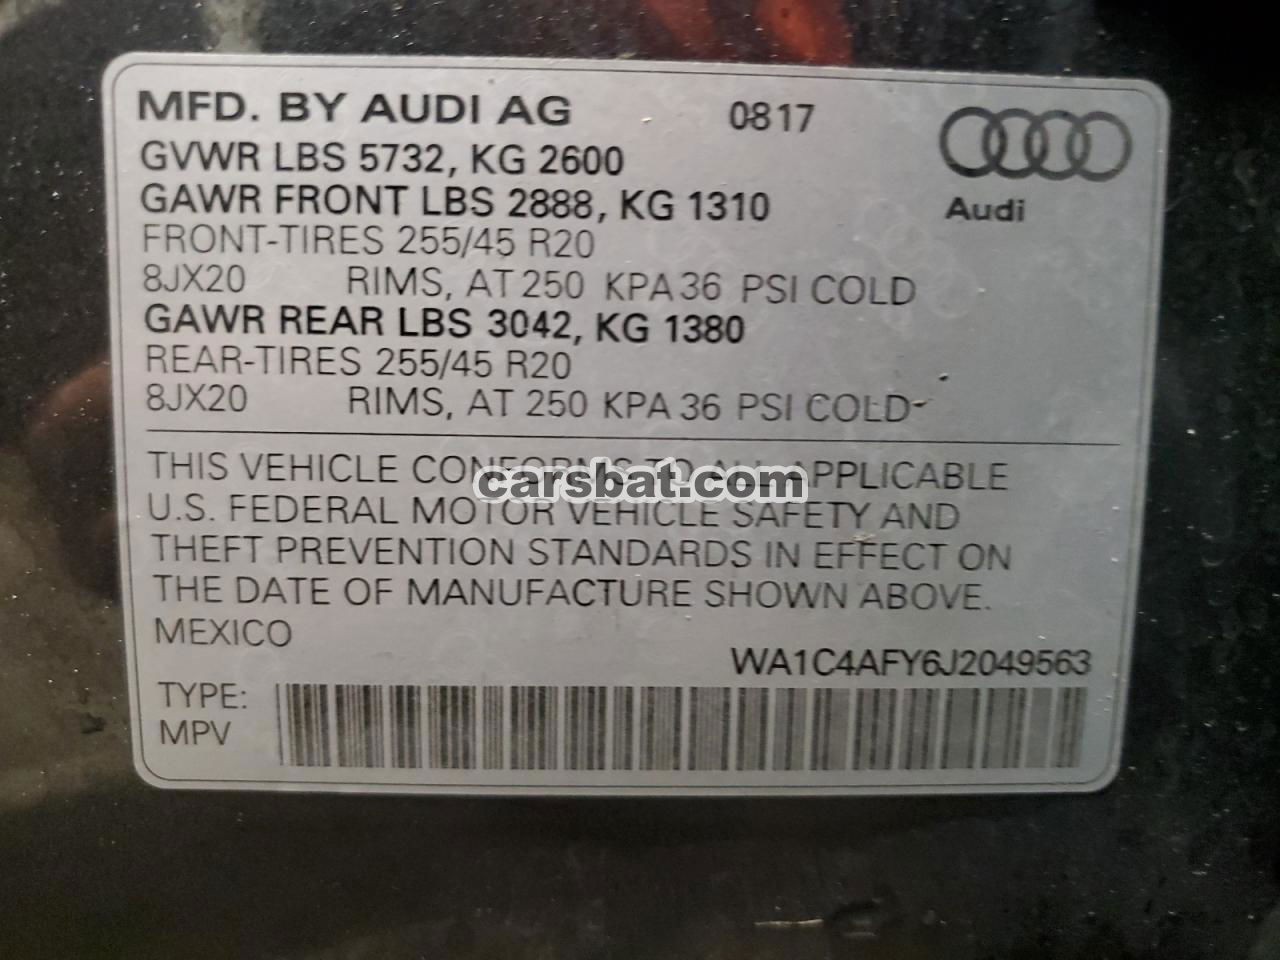 MFD. BY AUDI AG 0817
GVWR LBS 5732, KG 2600
GAWR FRONT LBS 2888, KG 1310
Audi
FRONT-TIRES 255/45 R20
8JX20 RIMS, AT 250 KPA 36 PSI COLD
GAWR REAR LBS 3042, KG 1380
REAR-TIRES 255/45 R20
8JX20 RIMS, AT 250 KPA 36 PSI COLD
THIS VEHICLE CONFORMS TO ALL APPLICABLE
carsbat.com
U.S. FEDERAL MOTOR VEHICLE SAFETY AND
THEFT PREVENTION STANDARDS IN EFFECT ON
THE DATE OF MANUFACTURE SHOWN ABOVE.
MEXICO
WA1C4AFY6J2049563
TYPE:
MPV